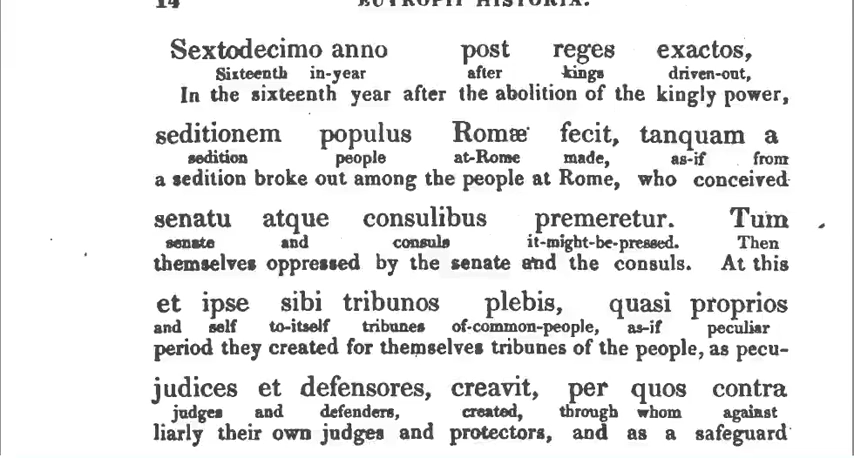 14 EUTROPII HISTORIA.
Sextodecimo anno post reges exactos,
Sixteenth in-year after kings driven-out,
In the sixteenth year after the abolition of the kingly power,
seditionem populus Romæ fecit, tanquam a
sedition people at-Rome made, as-if from
a sedition broke out among the people at Rome, who conceived
senatu atque consulibus premeretur. Tum
senate and consuls it-might-be-pressed. Then
themselves oppressed by the senate and the consuls. At this
et ipse sibi tribunos plebis, quasi proprios
and self to-itself tribunes of-common-people, as-if peculiar
period they created for themselves tribunes of the people, as pecu-
judices et defensores, creavit, per quos contra
judges and defenders, created, through whom against
liarly their own judges and protectors, and as a safeguard